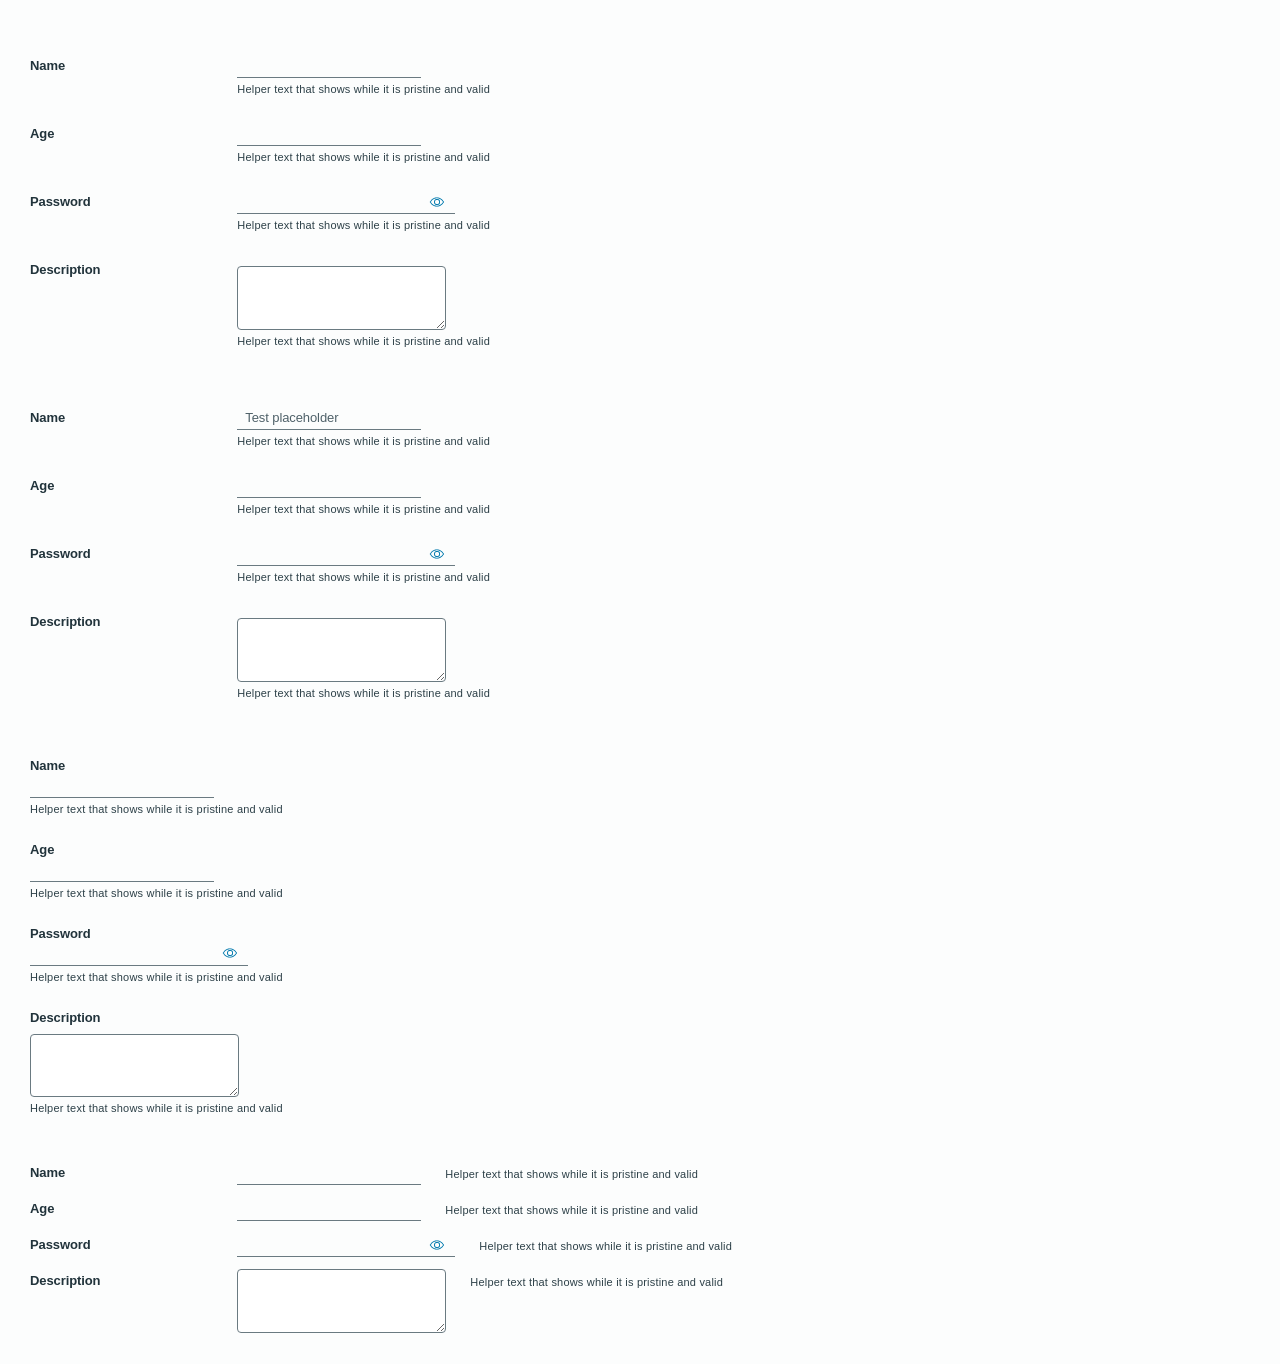 Name
Helper text that shows while it is pristine and valid
Age
Helper text that shows while it is pristine and valid
Password
Helper text that shows while it is pristine and valid
Description
Helper text that shows while it is pristine and valid
Name Test placeholder
Helper text that shows while it is pristine and valid
Age
Helper text that shows while it is pristine and valid
Password
Helper text that shows while it is pristine and valid
Description
Helper text that shows while it is pristine and valid
Name
Helper text that shows while it is pristine and valid
Age
Helper text that shows while it is pristine and valid
Password
Helper text that shows while it is pristine and valid
Description
Helper text that shows while it is pristine and valid
Name Helper text that shows while it is pristine and valid
Age Helper text that shows while it is pristine and valid
Password Helper text that shows while it is pristine and valid
Description Helper text that shows while it is pristine and valid